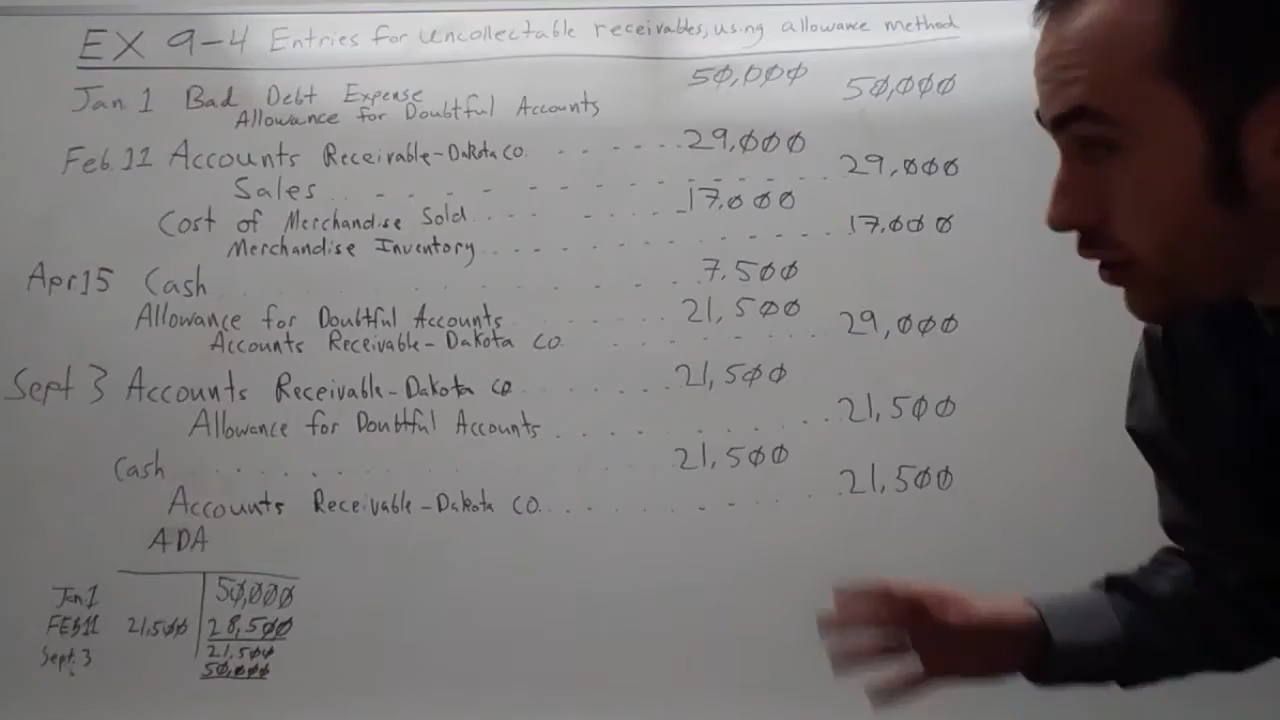 EX 9-4 Entries for uncollectable receivables, using allowance method
Jan. 1 Bad Debt Expense 50,000
Allowance for Doubtful Accounts 50,000
Feb. 11 Accounts Receivable-Dakota Co. . . . . . . . 29,000
Sales . . . . . . . . . . . . . 29,000
Cost of Merchandise Sold . . . . . . . . 17,000
Merchandise Inventory . . . . . . . . . . . 17,000
Apr 15 Cash . . . . . . . . . . 7,500
Allowance for Doubtful Accounts . . . . . 21,500
Accounts Receivable-Dakota Co. . . . . . . . 29,000
Sept 3 Accounts Receivable-Dakota Co . . . . . . 21,500
Allowance for Doubtful Accounts . . . . . . . . . . 21,500
Cash . . . . . . . . . . . 21,500
Accounts Receivable-Dakota CO. . . . . . . . . . 21,500
ADA
Jan 1 50,000
FEB 11 21,500 28,500
Sept. 3 21,500
50,000